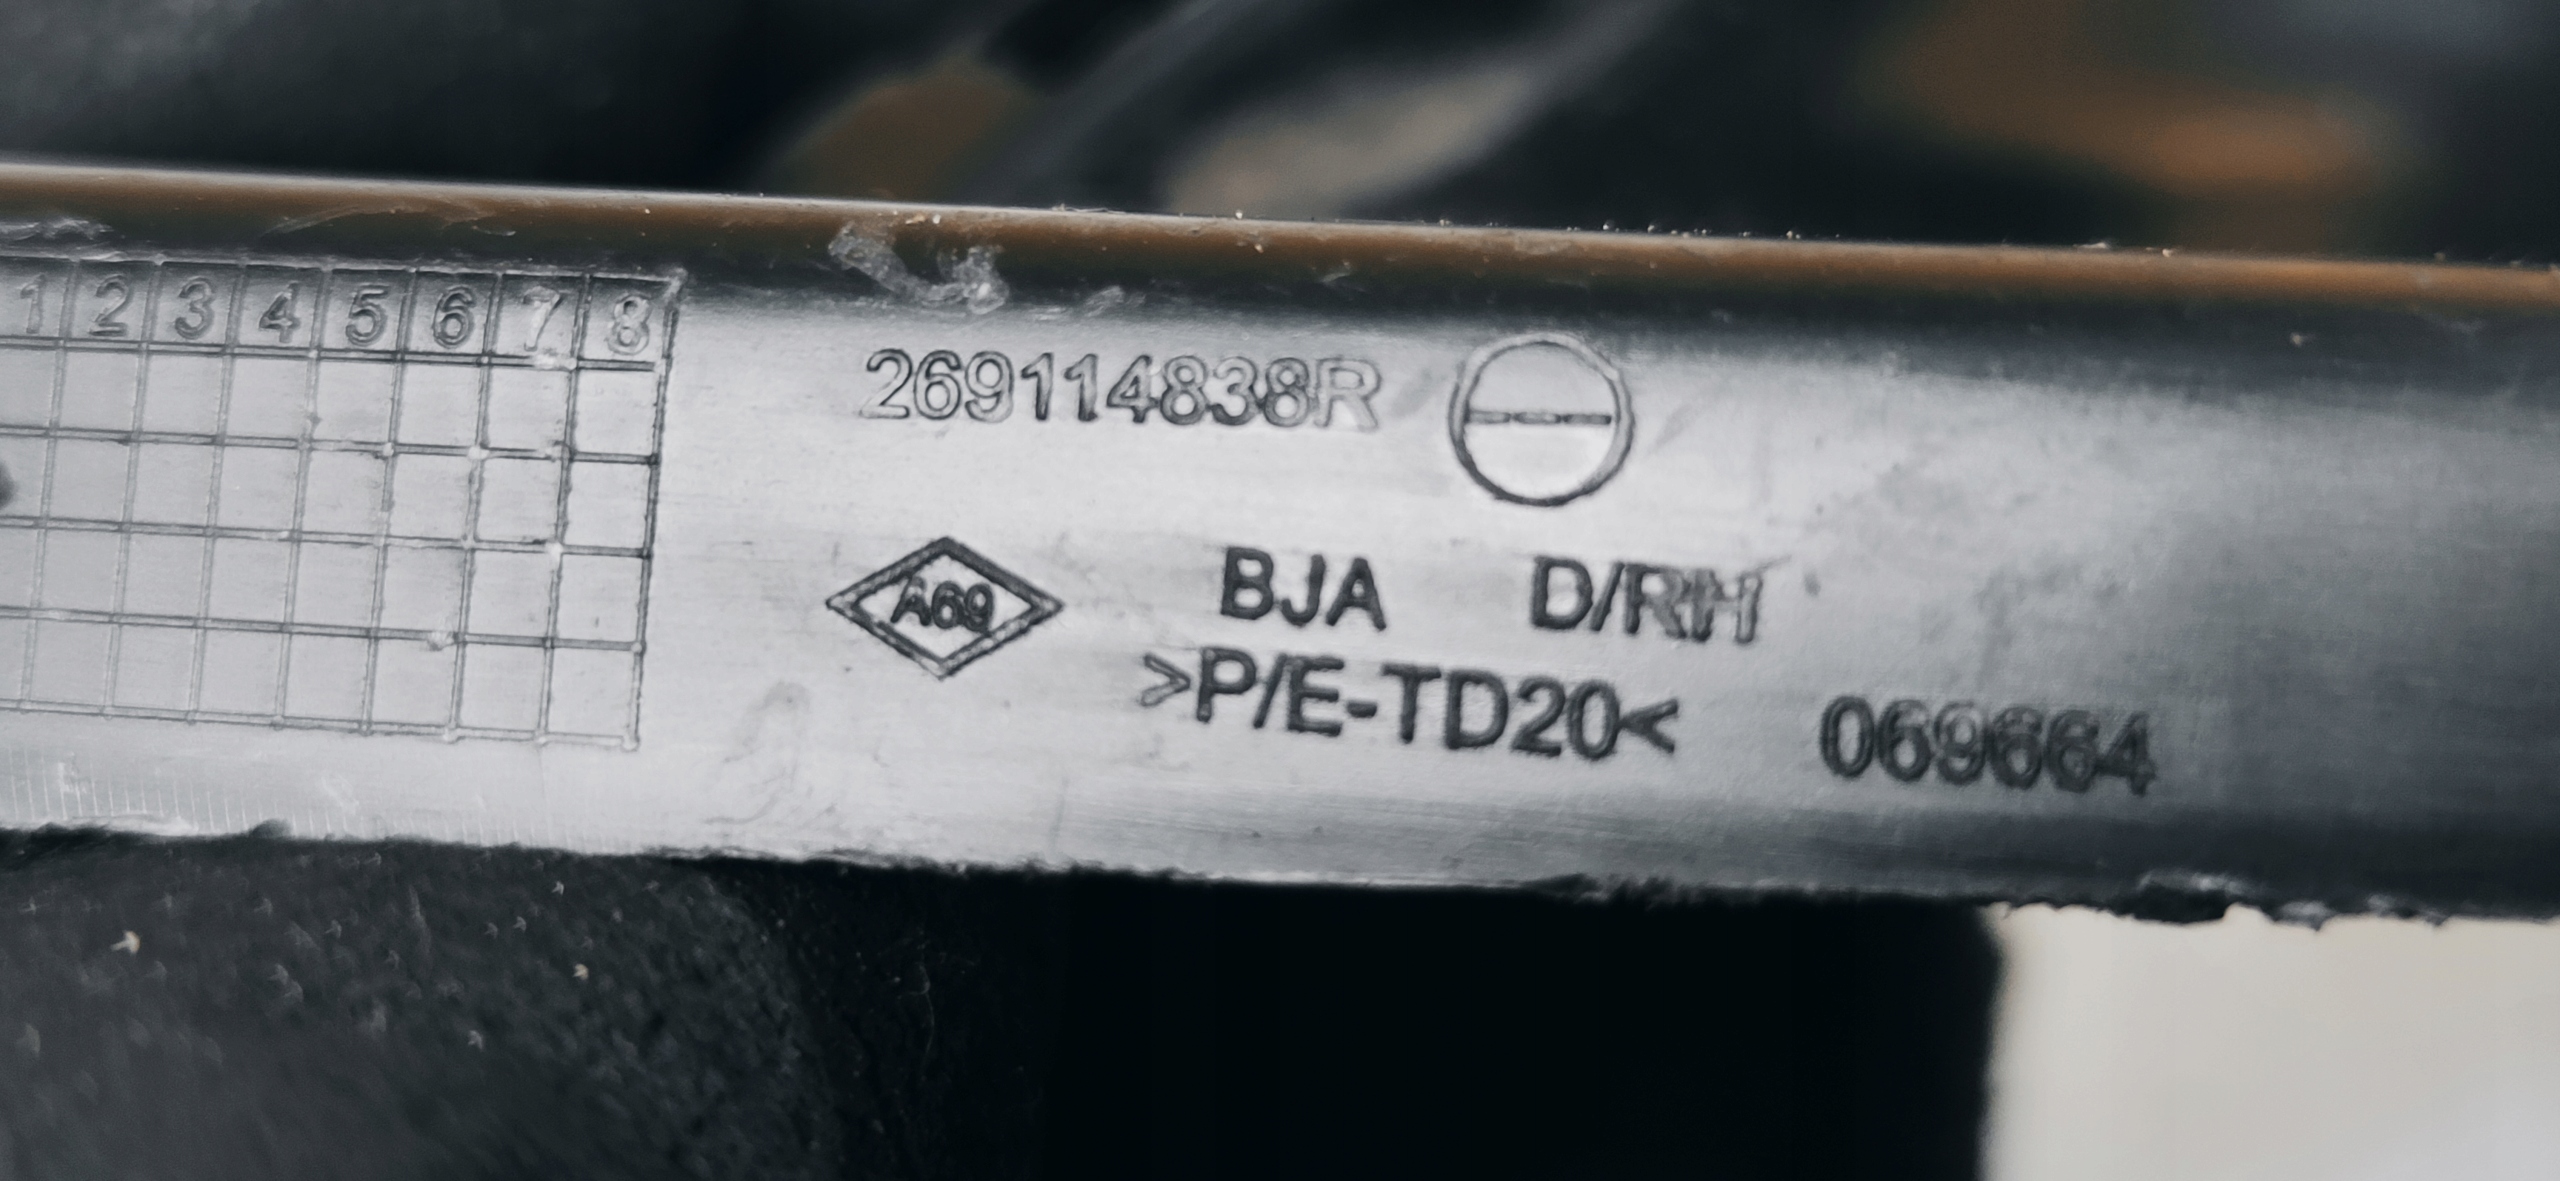 1 2 3 4 5 6 7 8
269114838R
A69
BJA D/RH
>P/E-TD20<
069664